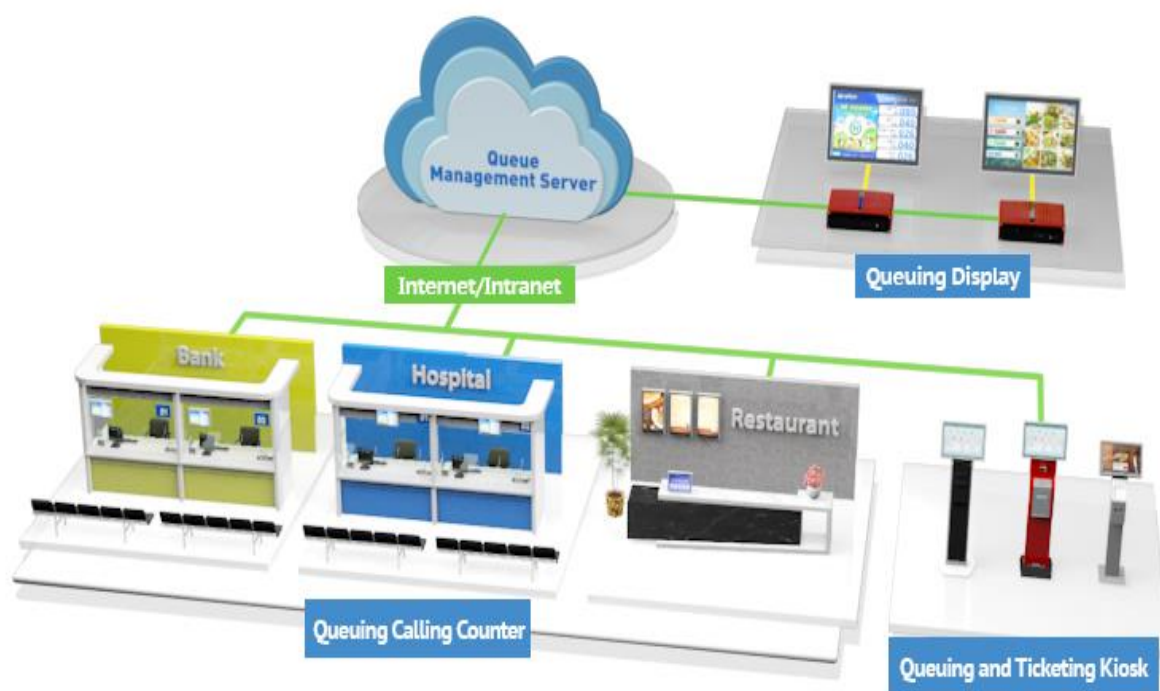 Queue
Management Server
Internet/Intranet
Queuing Display
Bank
Hospital
Restaurant
Queuing Calling Counter
Queuing and Ticketing Kiosk